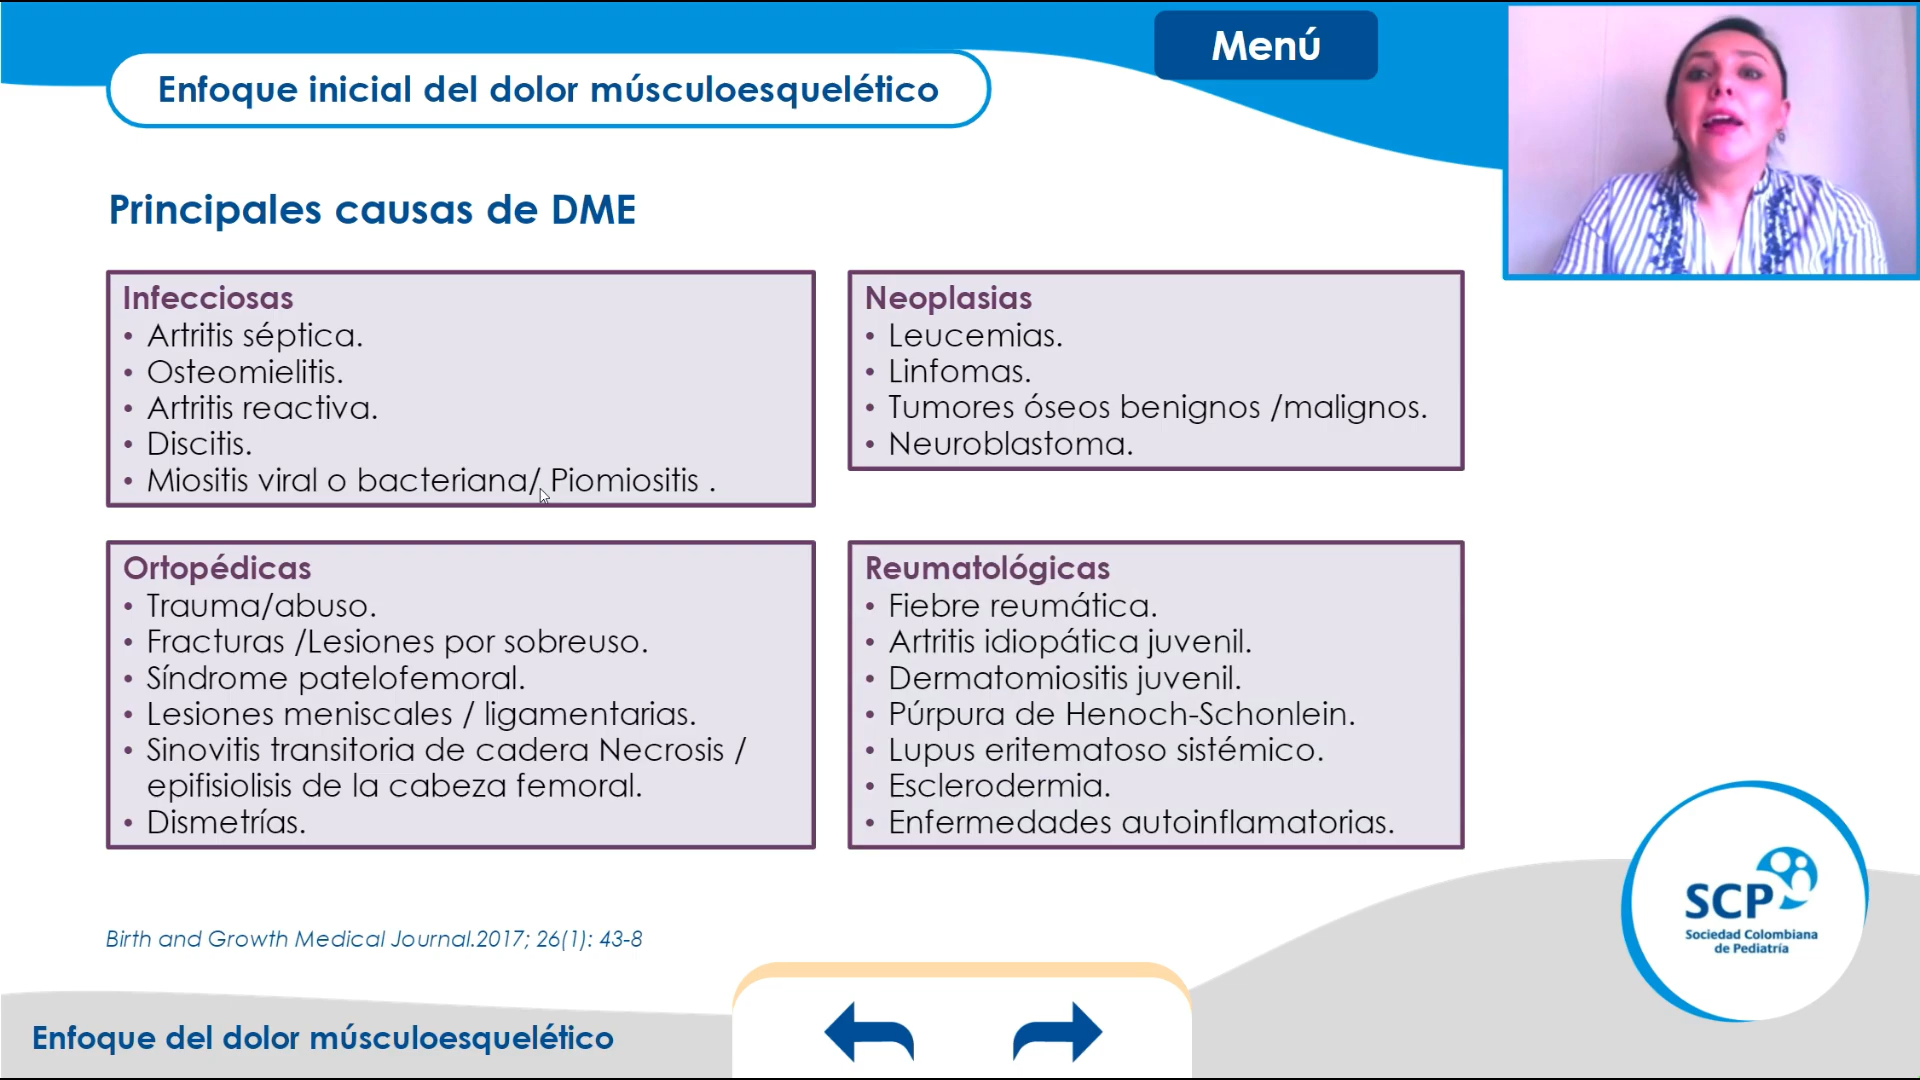 Menú
Enfoque inicial del dolor músculoesquelético
Principales causas de DME
Infecciosas
• Artritis séptica.
• Osteomielitis.
• Artritis reactiva.
• Discitis.
• Miositis viral o bacteriana/ Piomiositis .
Neoplasias
• Leucemias.
• Linfomas.
• Tumores óseos benignos /malignos.
• Neuroblastoma.
Ortopédicas
• Trauma/abuso.
• Fracturas /Lesiones por sobreuso.
• Síndrome patelofemoral.
• Lesiones meniscales / ligamentarias.
• Sinovitis transitoria de cadera Necrosis /
epifisiolisis de la cabeza femoral.
• Dismetrías.
Reumatológicas
• Fiebre reumática.
• Artritis idiopática juvenil.
• Dermatomiositis juvenil.
• Púrpura de Henoch-Schonlein.
• Lupus eritematoso sistémico.
• Esclerodermia.
• Enfermedades autoinflamatorias.
SCP
Sociedad Colombiana
de Pediatría
Birth and Growth Medical Journal.2017; 26(1): 43-8
Enfoque del dolor músculoesquelético